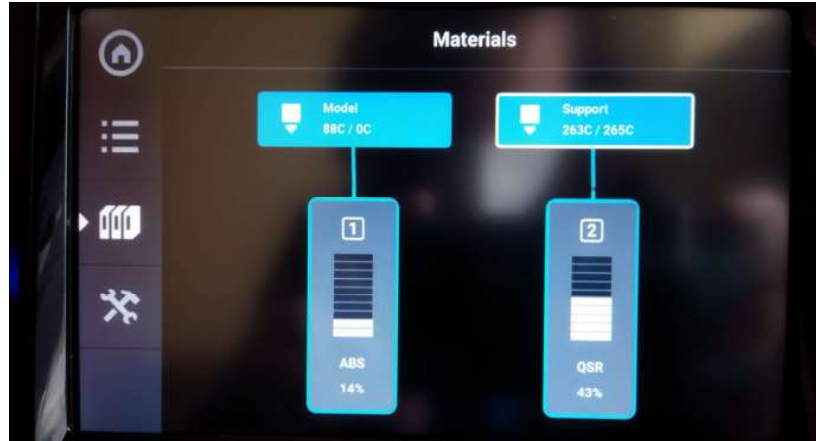 Materials
Model
88C / 0C
Support
263C / 265C
1
2
ABS
14%
QSR
43%